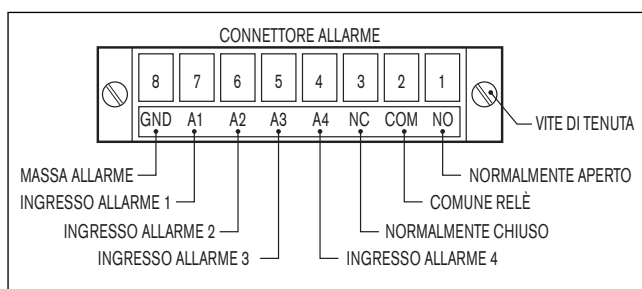 CONNETTORE ALLARME
8 7 6 5 4 3 2 1
GND A1 A2 A3 A4 NC COM NO
VITE DI TENUTA
MASSA ALLARME
NORMALMENTE APERTO
INGRESSO ALLARME 1
COMUNE RELÈ
INGRESSO ALLARME 2
NORMALMENTE CHIUSO
INGRESSO ALLARME 3
INGRESSO ALLARME 4